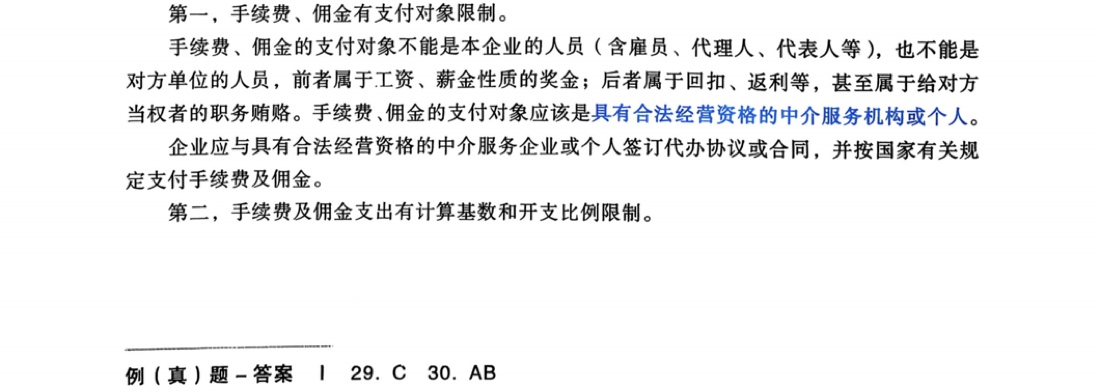 第一，手续费、佣金有支付对象限制。
手续费、佣金的支付对象不能是本企业的人员（含雇员、代理人、代表人等），也不能是
对方单位的人员，前者属于工资、薪金性质的奖金；后者属于回扣、返利等，甚至属于给对方
当权者的职务贿赂。手续费、佣金的支付对象应该是具有合法经营资格的中介服务机构或个人。
企业应与具有合法经营资格的中介服务企业或个人签订代办协议或合同，并按国家有关规
定支付手续费及佣金。
第二，手续费及佣金支出有计算基数和开支比例限制。
例（真）题－答案 | 29. C 30. AB